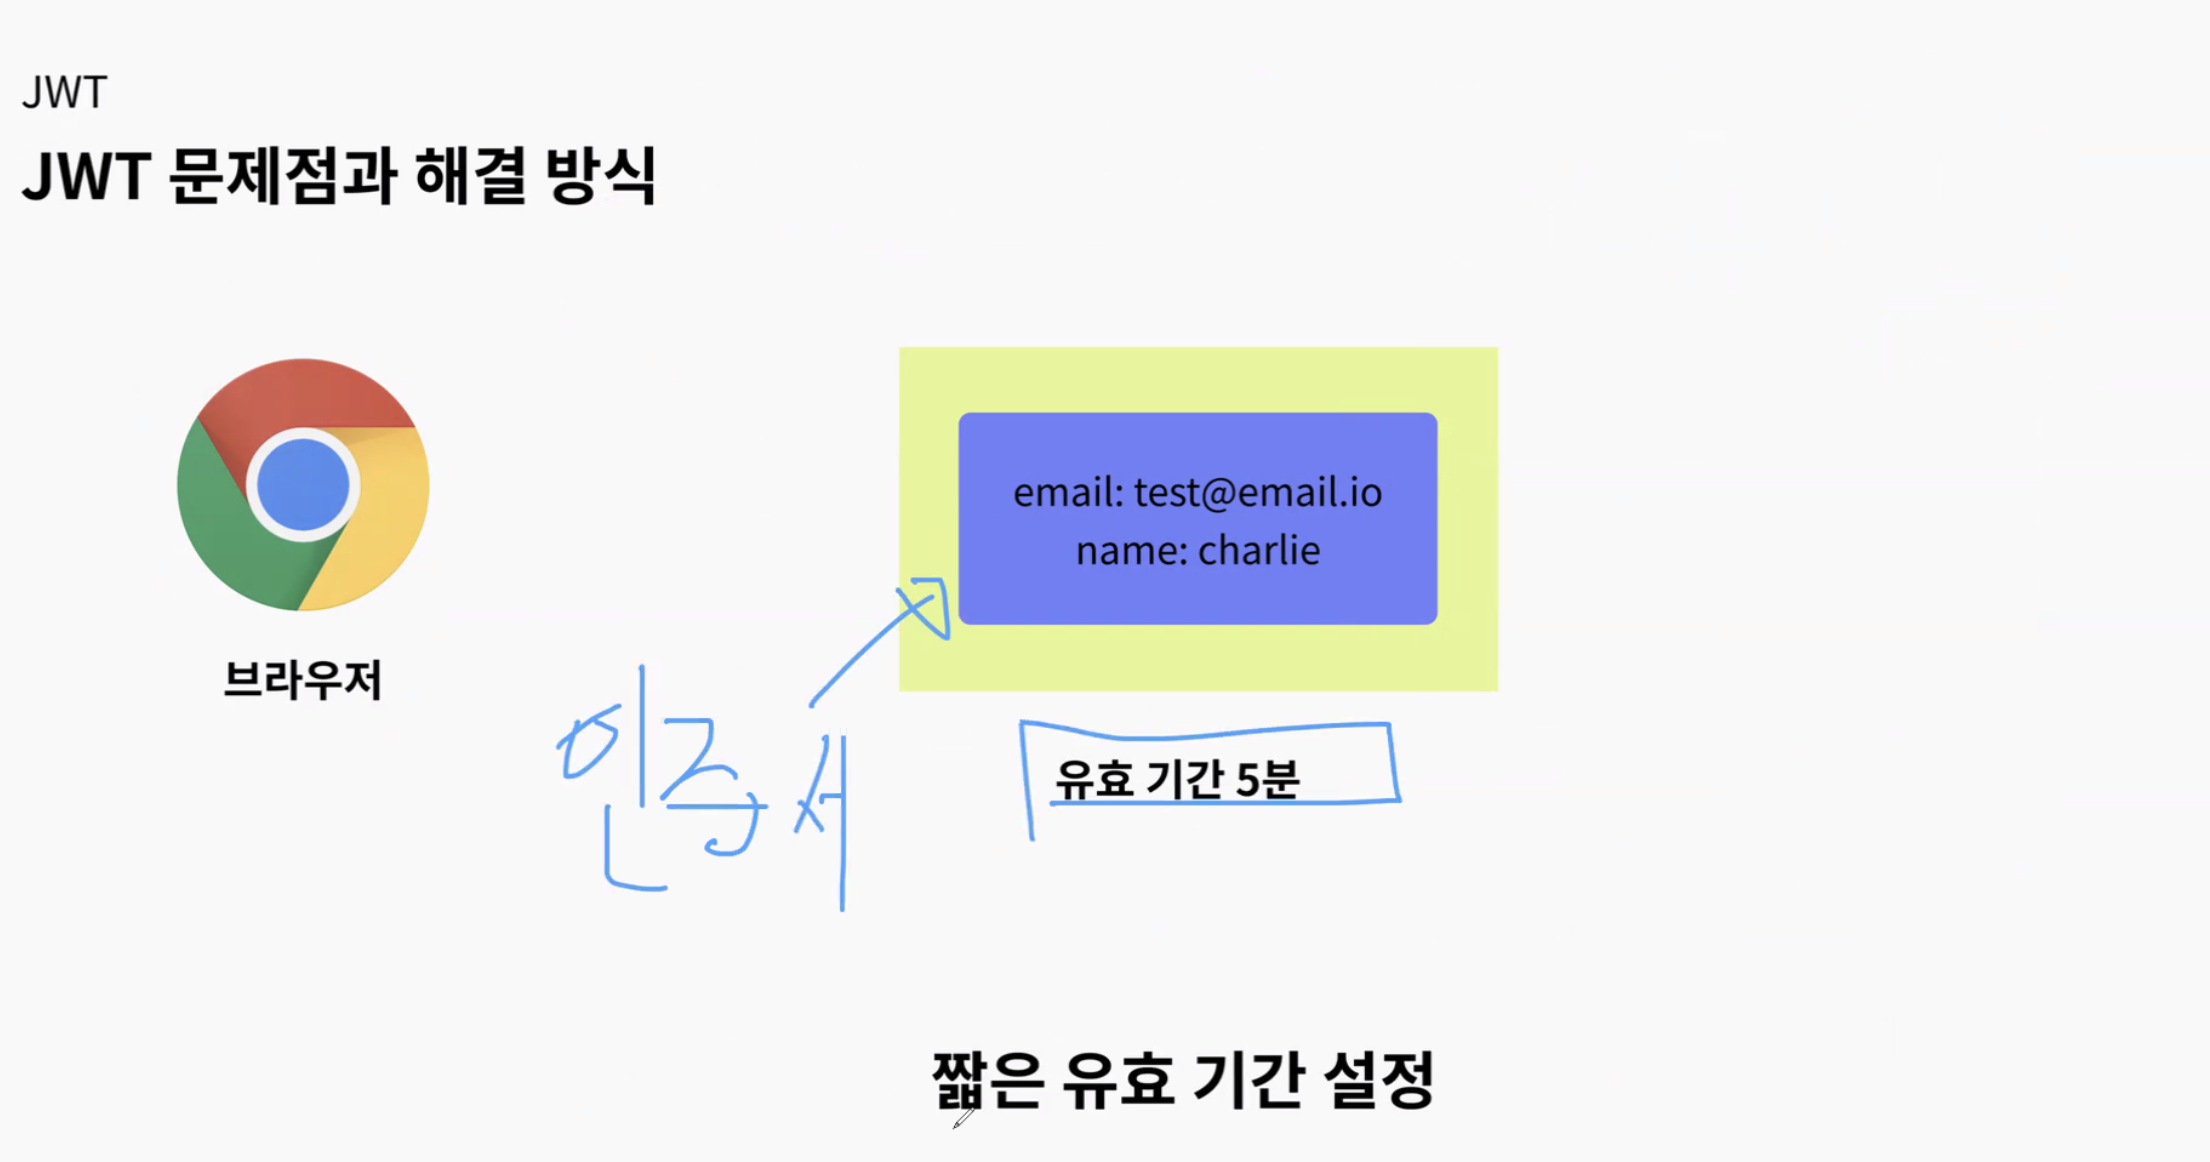 JWT
JWT 문제점과 해결 방식
email: test@email.io
name: charlie
브라우저
인증서
유효 기간 5분
짧은 유효 기간 설정